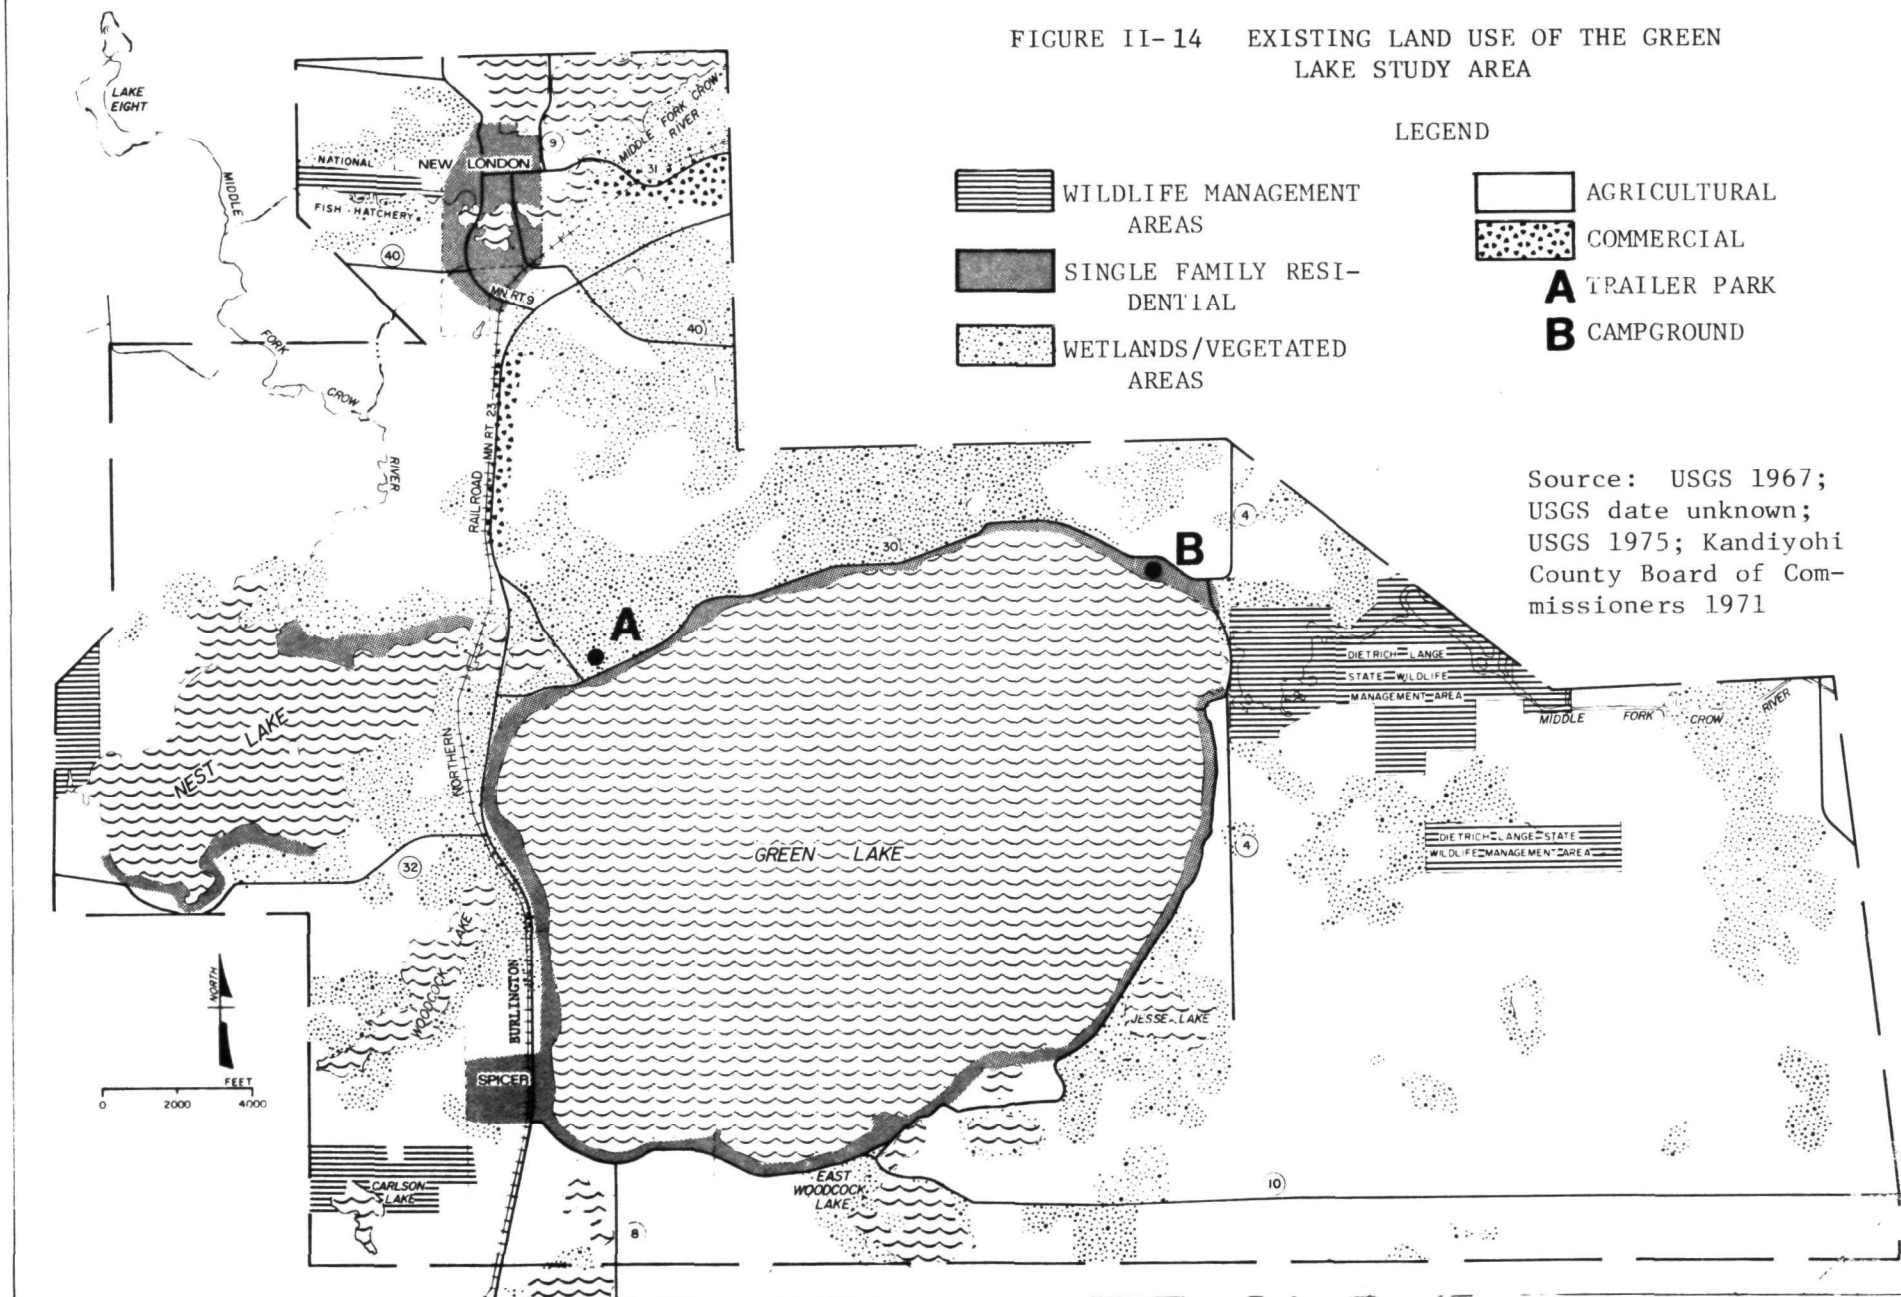 FIGURE II-14 EXISTING LAND USE OF THE GREEN
LAKE STUDY AREA
LEGEND
WILDLIFE MANAGEMENT
AREAS
SINGLE FAMILY RESI-
DENTIAL
WETLANDS/VEGETATED
AREAS
AGRICULTURAL
COMMERCIAL
A TRAILER PARK
B CAMPGROUND
Source: USGS 1967;
USGS date unknown;
USGS 1975; Kandiyohi
County Board of Com-
missioners 1971
LAKE
EIGHT
MIDDLE
FORK
CROW
RIVER
NATIONAL
FISH HATCHERY
NEW LONDON
9
MIDDLE FORK CROW
RIVER
31
40
MN RT. 9
40
MN RT 23
RAILROAD
30
4
A
B
DIETRICH LANGE
STATE WILDLIFE
MANAGEMENT AREA
MIDDLE FORK CROW RIVER
NEST LAKE
NORTHERN
GREEN LAKE
4
DIETRICH LANGE STATE
WILDLIFE MANAGEMENT AREA
32
WOODCOCK LAKE
BURLINGTON
JESSE LAKE
NORTH
FEET
0 2000 4000
SPICER
CARLSON
LAKE
EAST
WOODCOCK
LAKE
10
8